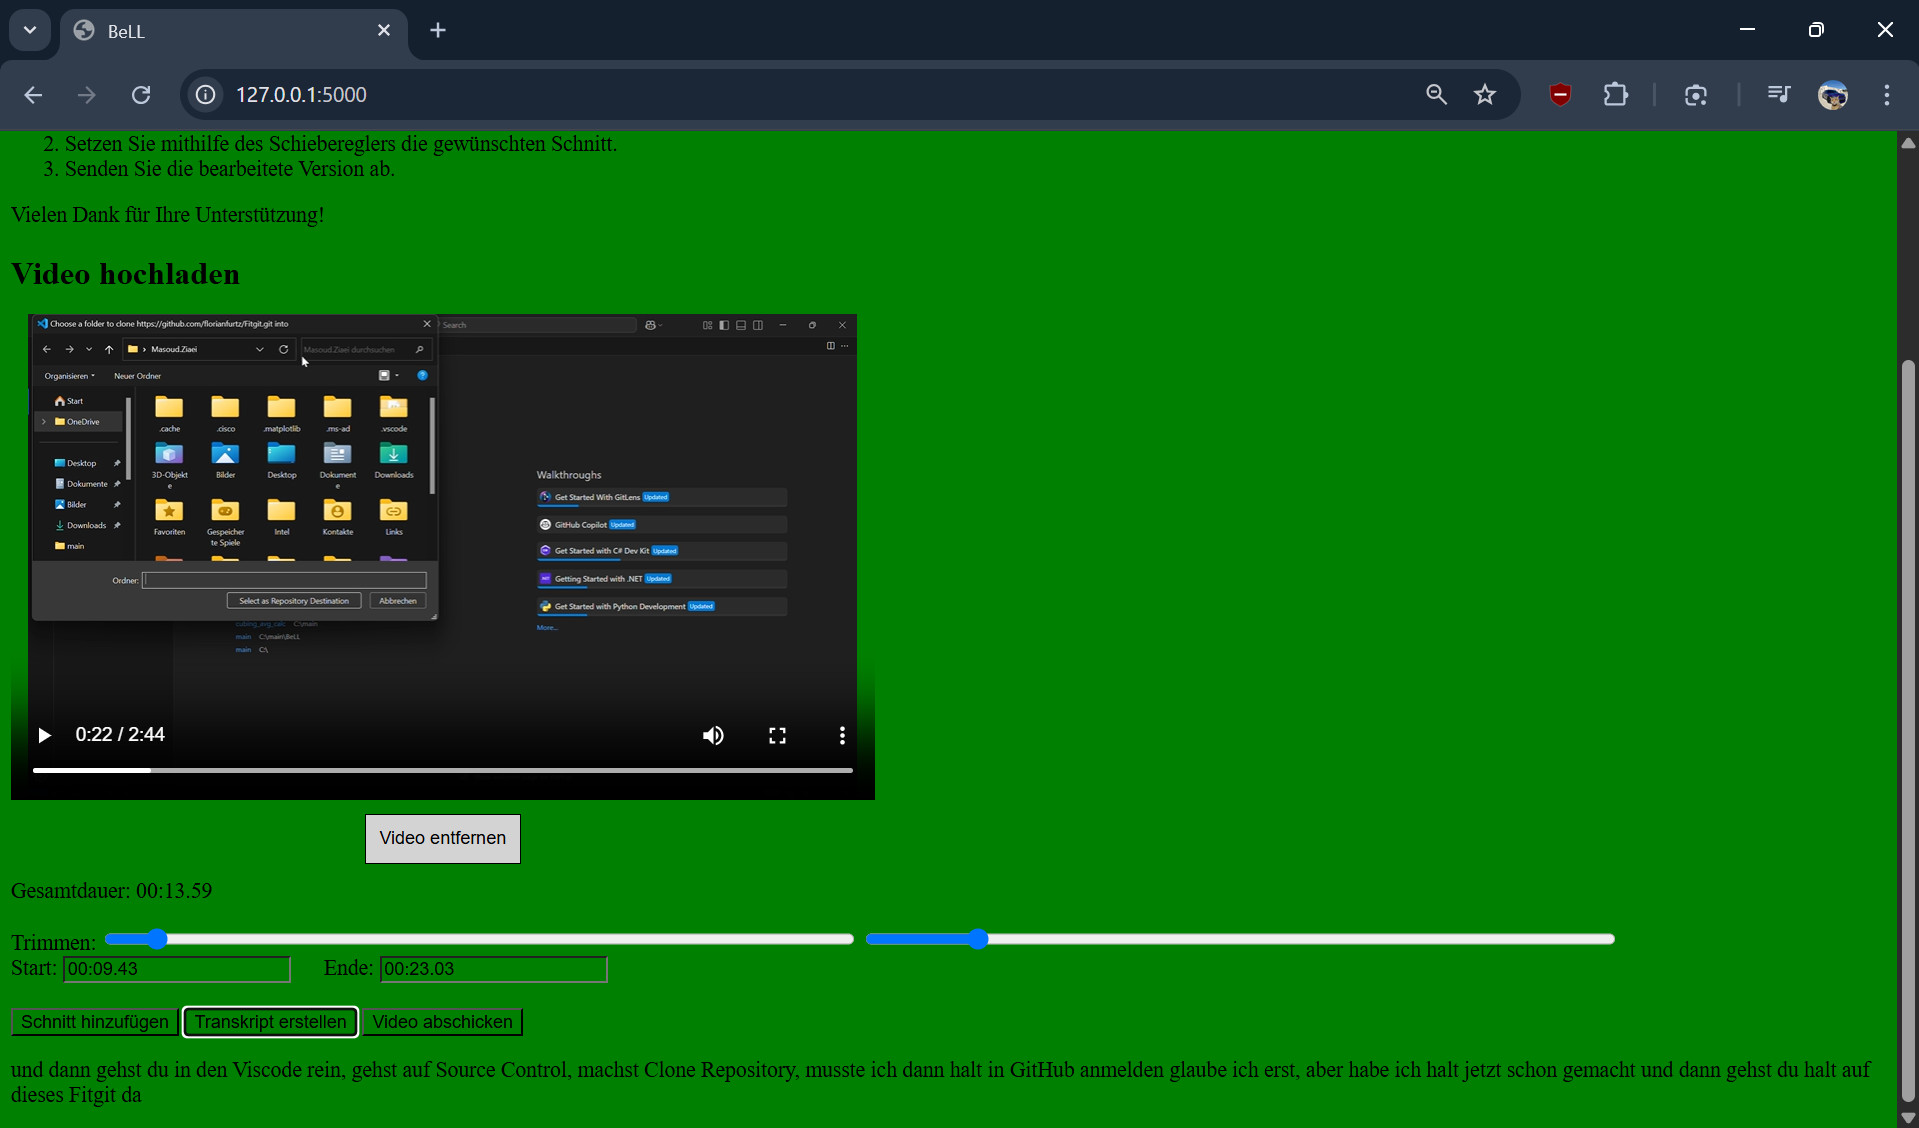 BeLL
127.0.0.1:5000
2. Setzen Sie mithilfe des Schiebereglers die gewünschten Schnitt.
3. Senden Sie die bearbeitete Version ab.
Vielen Dank für Ihre Unterstützung!
Video hochladen
Choose a folder to clone https://github.com/florianfurtz/Fitgit.git into
Search
Masoud.Ziaei
Masoud.Ziaei durchsuchen
Organisieren
Neuer Ordner
Start
OneDrive
Desktop
Dokumente
Bilder
Downloads
main
.cache
.cisco
.matplotlib
.ms-ad
.vscode
3D-Objekt
e
Bilder
Desktop
Dokument
e
Downloads
Favoriten
Gespeicher
te Spiele
Intel
Kontakte
Links
Ordner:
Select as Repository Destination
Abbrechen
cubing_avg_calc C:\main
main C:\main\BeLL
main C:\
Walkthroughs
Get Started With GitLens Updated
GitHub Copilot Updated
Get Started with C# Dev Kit Updated
Getting Started with .NET Updated
Get Started with Python Development Updated
More...
0:22 / 2:44
Video entfernen
Gesamtdauer: 00:13.59
Trimmen:
Start: 00:09.43 Ende: 00:23.03
Schnitt hinzufügen Transkript erstellen Video abschicken
und dann gehst du in den Viscode rein, gehst auf Source Control, machst Clone Repository, musste ich dann halt in GitHub anmelden glaube ich erst, aber habe ich halt jetzt schon gemacht und dann gehst du halt auf
dieses Fitgit da